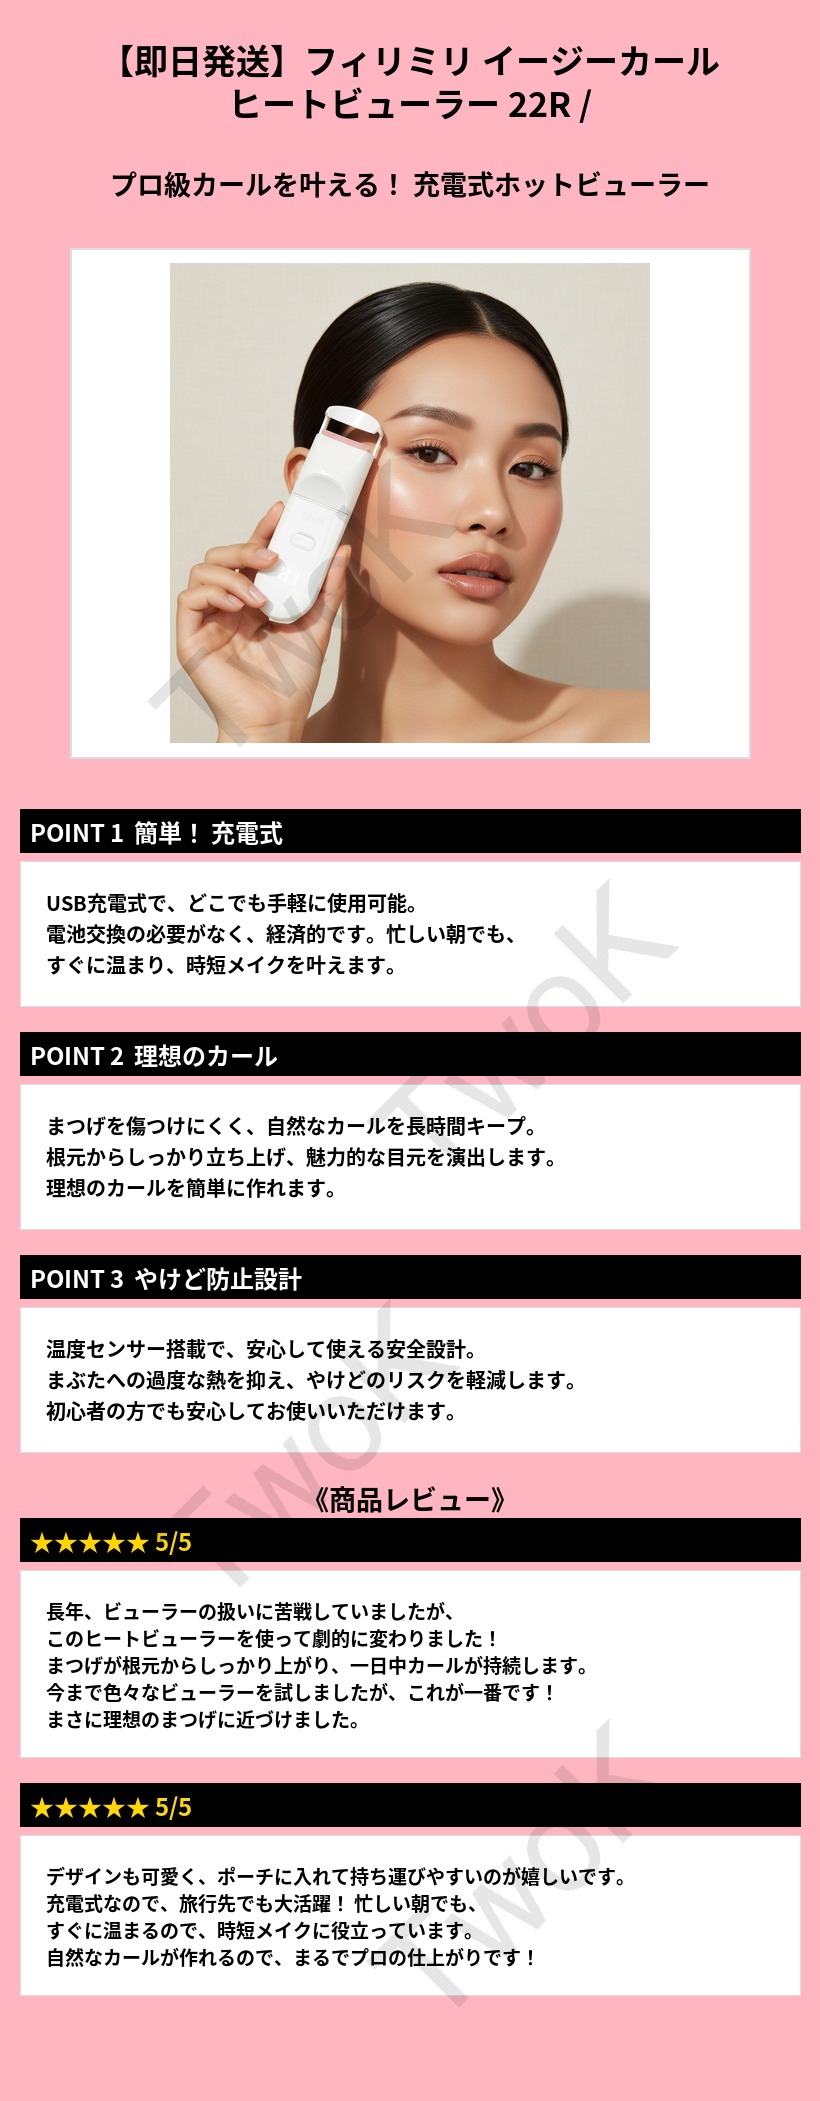 【即日発送】フィリミリ イージーカール
ヒートビューラー 22R /
プロ級カールを叶える！ 充電式ホットビューラー
TwoK
POINT 1 簡単！ 充電式
USB充電式で、どこでも手軽に使用可能。
電池交換の必要がなく、経済的です。忙しい朝でも、
すぐに温まり、時短メイクを叶えます。
TwoK
POINT 2 理想のカール
まつげを傷つけにくく、自然なカールを長時間キープ。
根元からしっかり立ち上げ、魅力的な目元を演出します。
理想のカールを簡単に作れます。
POINT 3 やけど防止設計
温度センサー搭載で、安心して使える安全設計。
まぶたへの過度な熱を抑え、やけどのリスクを軽減します。
初心者の方でも安心してお使いいただけます。
TwoK
《商品レビュー》
★★★★★ 5/5
長年、ビューラーの扱いに苦戦していましたが、
このヒートビューラーを使って劇的に変わりました！
まつげが根元からしっかり上がり、一日中カールが持続します。
今まで色々なビューラーを試しましたが、これが一番です！
まさに理想のまつげに近づけました。
★★★★★ 5/5
デザインも可愛く、ポーチに入れて持ち運びやすいのが嬉しいです。
充電式なので、旅行先でも大活躍！ 忙しい朝でも、
すぐに温まるので、時短メイクに役立っています。
自然なカールが作れるので、まるでプロの仕上がりです！
TwoK